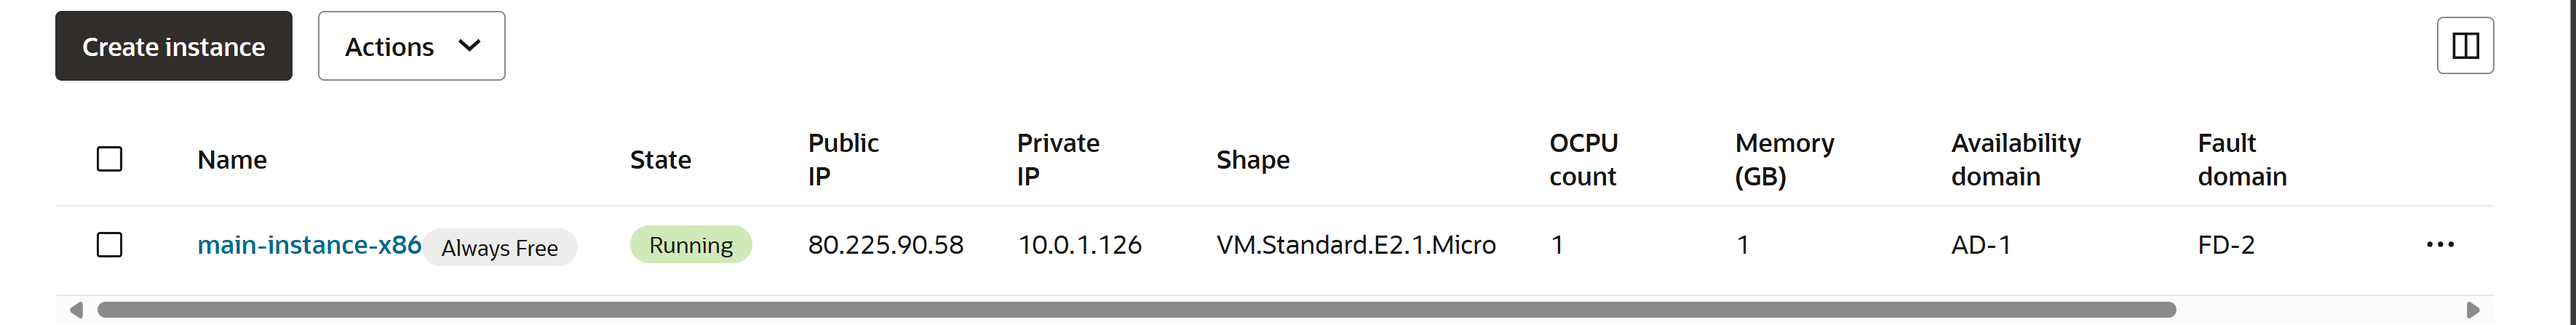 Create instance
Actions
Name
State
Public
IP
Private
IP
Shape
OCPU
count
Memory
(GB)
Availability
domain
Fault
domain
main-instance-x86 Always Free
Running
80.225.90.58
10.0.1.126
VM.Standard.E2.1.Micro
1
1
AD-1
FD-2